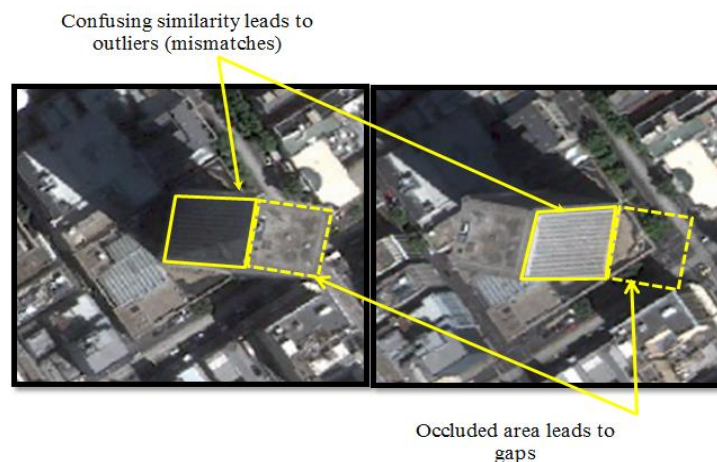 Confusing similarity leads to
outliers (mismatches)
Occluded area leads to
gaps